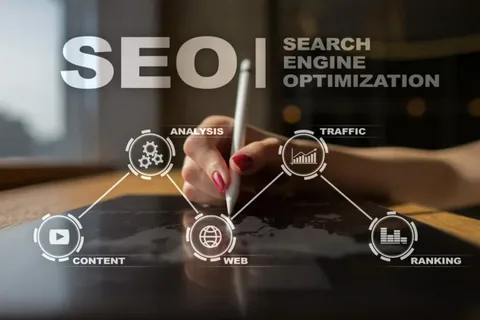 SEO
SEARCH
ENGINE
OPTIMIZATION
ANALYSIS
TRAFFIC
CONTENT
WEB
RANKING